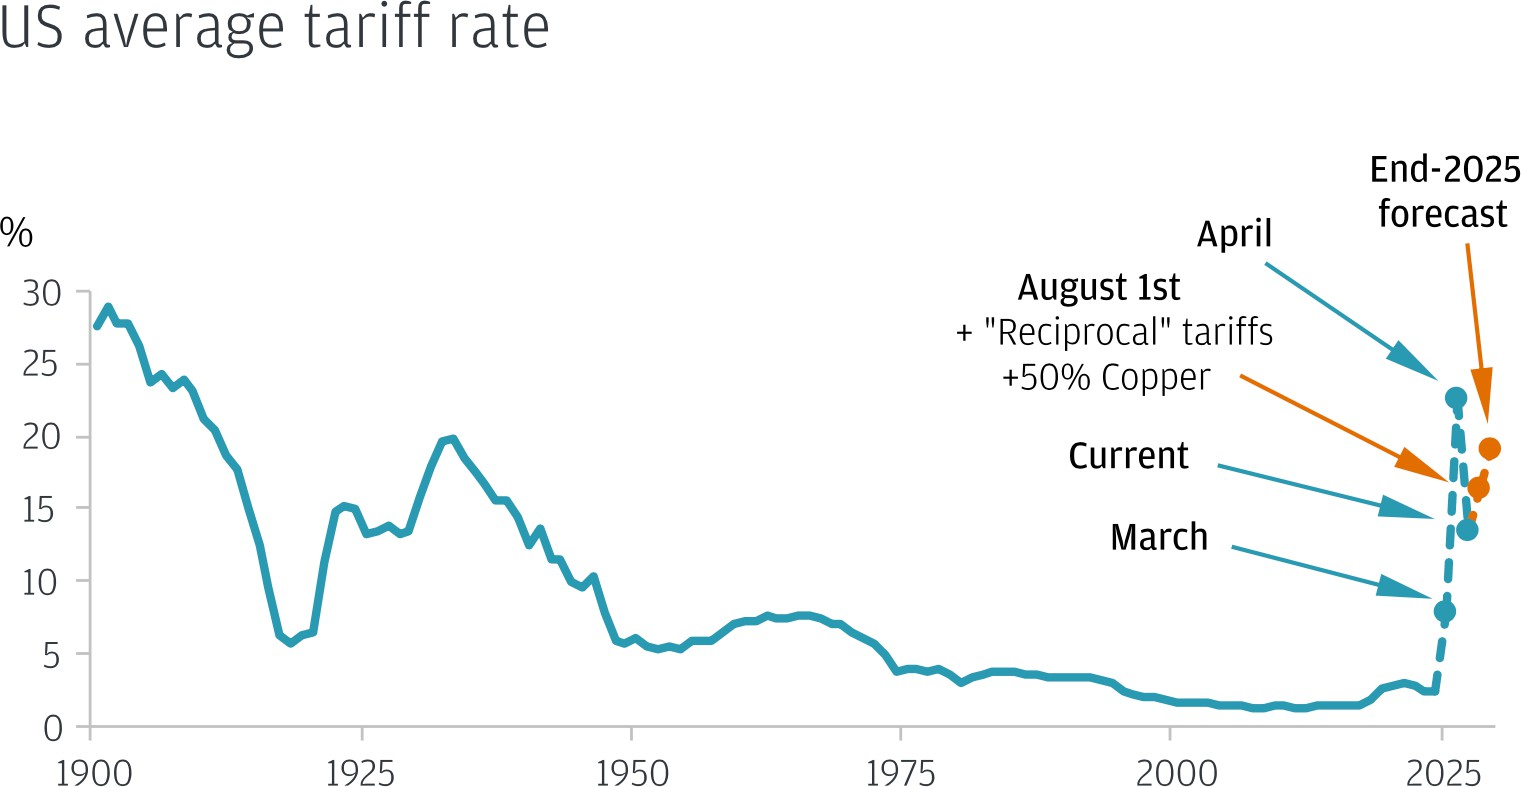 US average tariff rate
%
End-2025
forecast
April
August 1st
+ "Reciprocal" tariffs
+50% Copper
Current
March
30
25
20
15
10
5
0
1900
1925
1950
1975
2000
2025